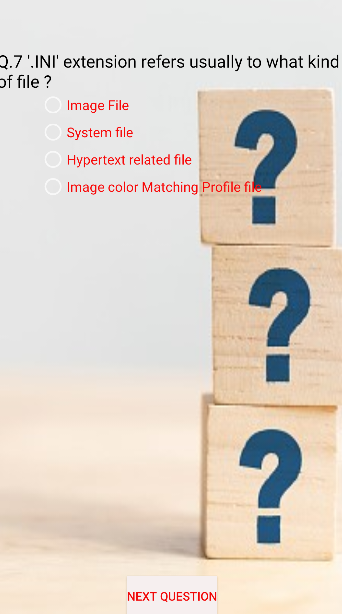 Q.7 '.INI' extension refers usually to what kind
of file ?
Image File
System file
Hypertext related file
Image color Matching Profile file
?
?
?
NEXT QUESTION